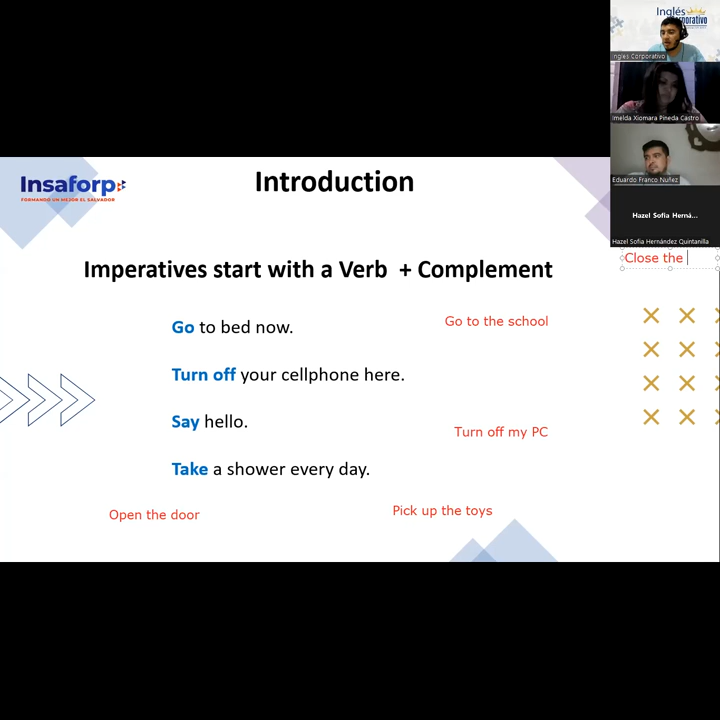 Inglés
Corporativo
Ingles Corporativo
Imelda Xiomara Pineda Castro
Eduardo Franco Nuñez
Hazel Sofia Herná...
Hazel Sofia Hernández Quintanilla
Insaforp
FORMANDO UN MEJOR EL SALVADOR
Introduction
Close the
Imperatives start with a Verb + Complement
Go to bed now.
Go to the school
Turn off your cellphone here.
Say hello.
Turn off my PC
Take a shower every day.
Open the door
Pick up the toys